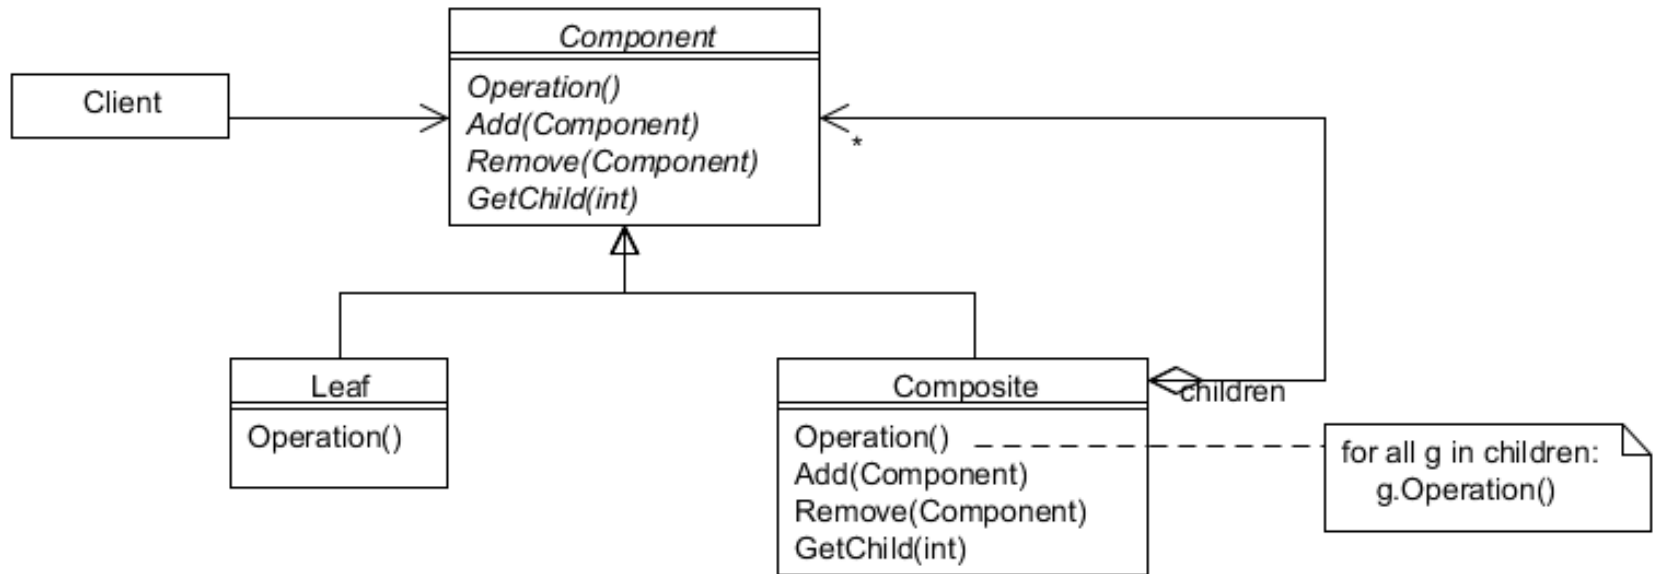 Component
Operation()
Add(Component)
Remove(Component)
GetChild(int)
Client
*
Leaf
Operation()
Composite
Operation()
Add(Component)
Remove(Component)
GetChild(int)
children
for all g in children:
g.Operation()